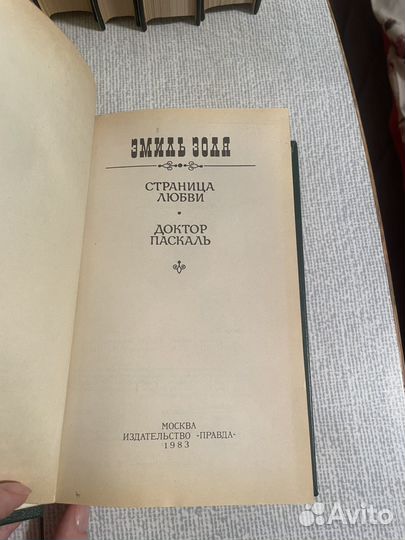 ЭМИЛЬ ЗОЛЯ
СТРАНИЦА
ЛЮБВИ
ДОКТОР
ПАСКАЛЬ
МОСКВА
ИЗДАТЕЛЬСТВО «ПРАВДА»
1983
Avito